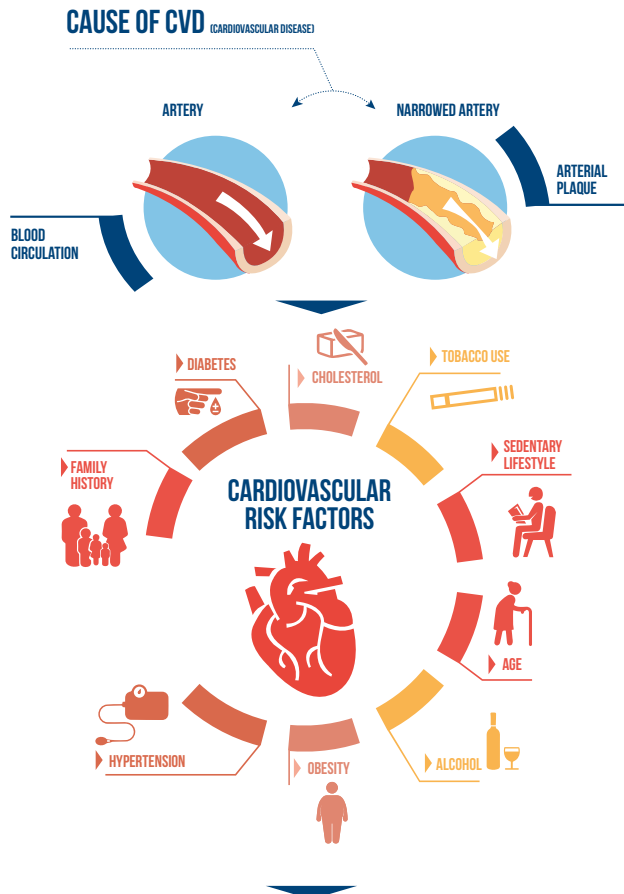 CAUSE OF CVD (CARDIOVASCULAR DISEASE)
ARTERY
NARROWED ARTERY
ARTERIAL
PLAQUE
BLOOD
CIRCULATION
DIABETES
CHOLESTEROL
TOBACCO USE
FAMILY
HISTORY
SEDENTARY
LIFESTYLE
CARDIOVASCULAR
RISK FACTORS
AGE
HYPERTENSION
OBESITY
ALCOHOL